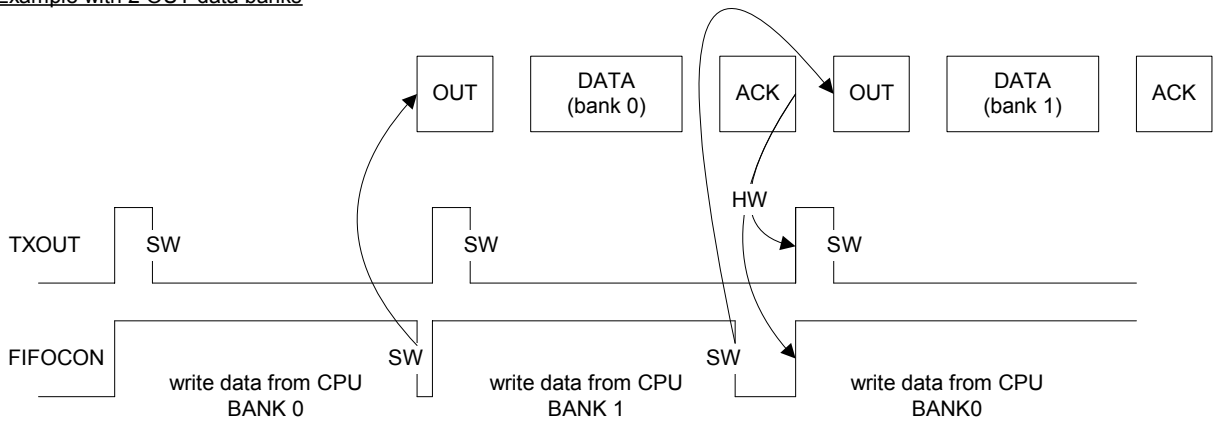 Example with 2 OUT data banks
OUT DATA ACK OUT DATA ACK
(bank 0) (bank 1)
HW
TXOUT SW SW SW
FIFOCON SW SW
write data from CPU write data from CPU write data from CPU
BANK 0 BANK 1 BANK0